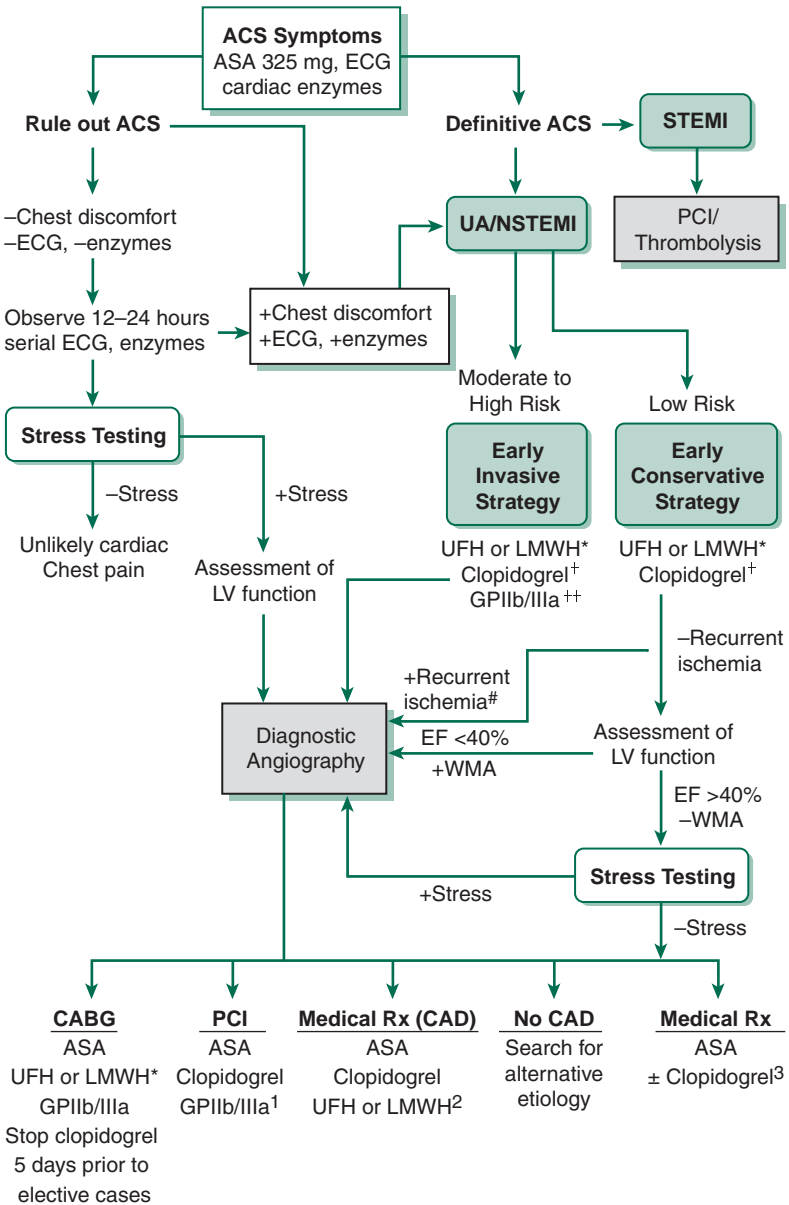 ACS Symptoms
ASA 325 mg, ECG
cardiac enzymes
Rule out ACS
Definitive ACS
STEMI
–Chest discomfort
–ECG, –enzymes
UA/NSTEMI
PCI/
Thrombolysis
Observe 12–24 hours
serial ECG, enzymes
+Chest discomfort
+ECG, +enzymes
Moderate to
High Risk
Low Risk
Stress Testing
Early
Invasive
Strategy
Early
Conservative
Strategy
–Stress
+Stress
Unlikely cardiac
Chest pain
Assessment of
LV function
UFH or LMWH*
Clopidogrel†
GPIIb/IIIa††
UFH or LMWH*
Clopidogrel†
–Recurrent
ischemia
+Recurrent
ischemia#
Diagnostic
Angiography
EF <40%
+WMA
Assessment of
LV function
EF >40%
–WMA
Stress Testing
+Stress
–Stress
CABG
ASA
UFH or LMWH*
GPIIb/IIIa
Stop clopidogrel
5 days prior to
elective cases
PCI
ASA
Clopidogrel
GPIIb/IIIa1
Medical Rx (CAD)
ASA
Clopidogrel
UFH or LMWH2
No CAD
Search for
alternative
etiology
Medical Rx
ASA
± Clopidogrel3